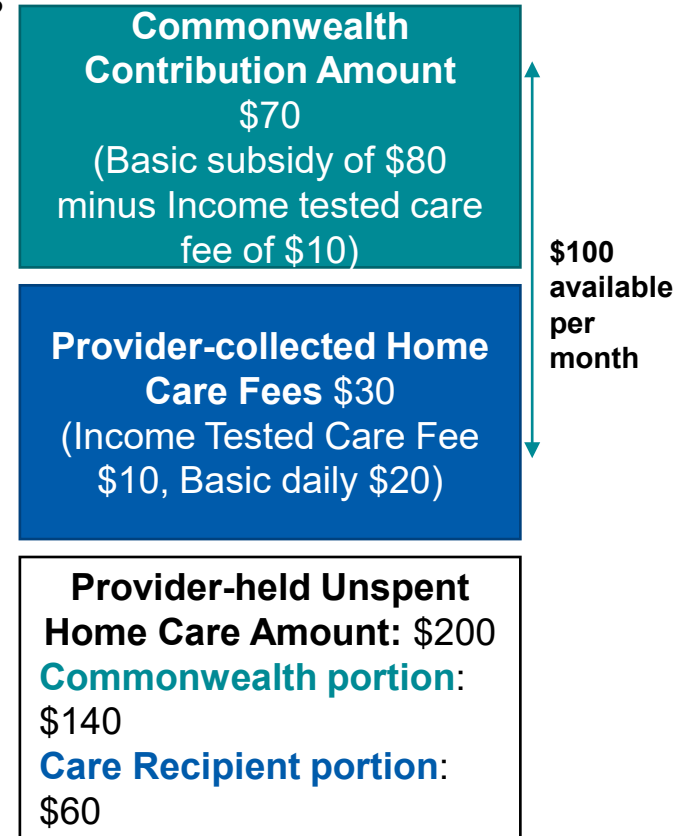 Commonwealth
Contribution Amount
$70
(Basic subsidy of $80
minus Income tested care
fee of $10)
$100
available
per
month
Provider-collected Home
Care Fees $30
(Income Tested Care Fee
$10, Basic daily $20)
Provider-held Unspent
Home Care Amount: $200
Commonwealth portion:
$140
Care Recipient portion:
$60